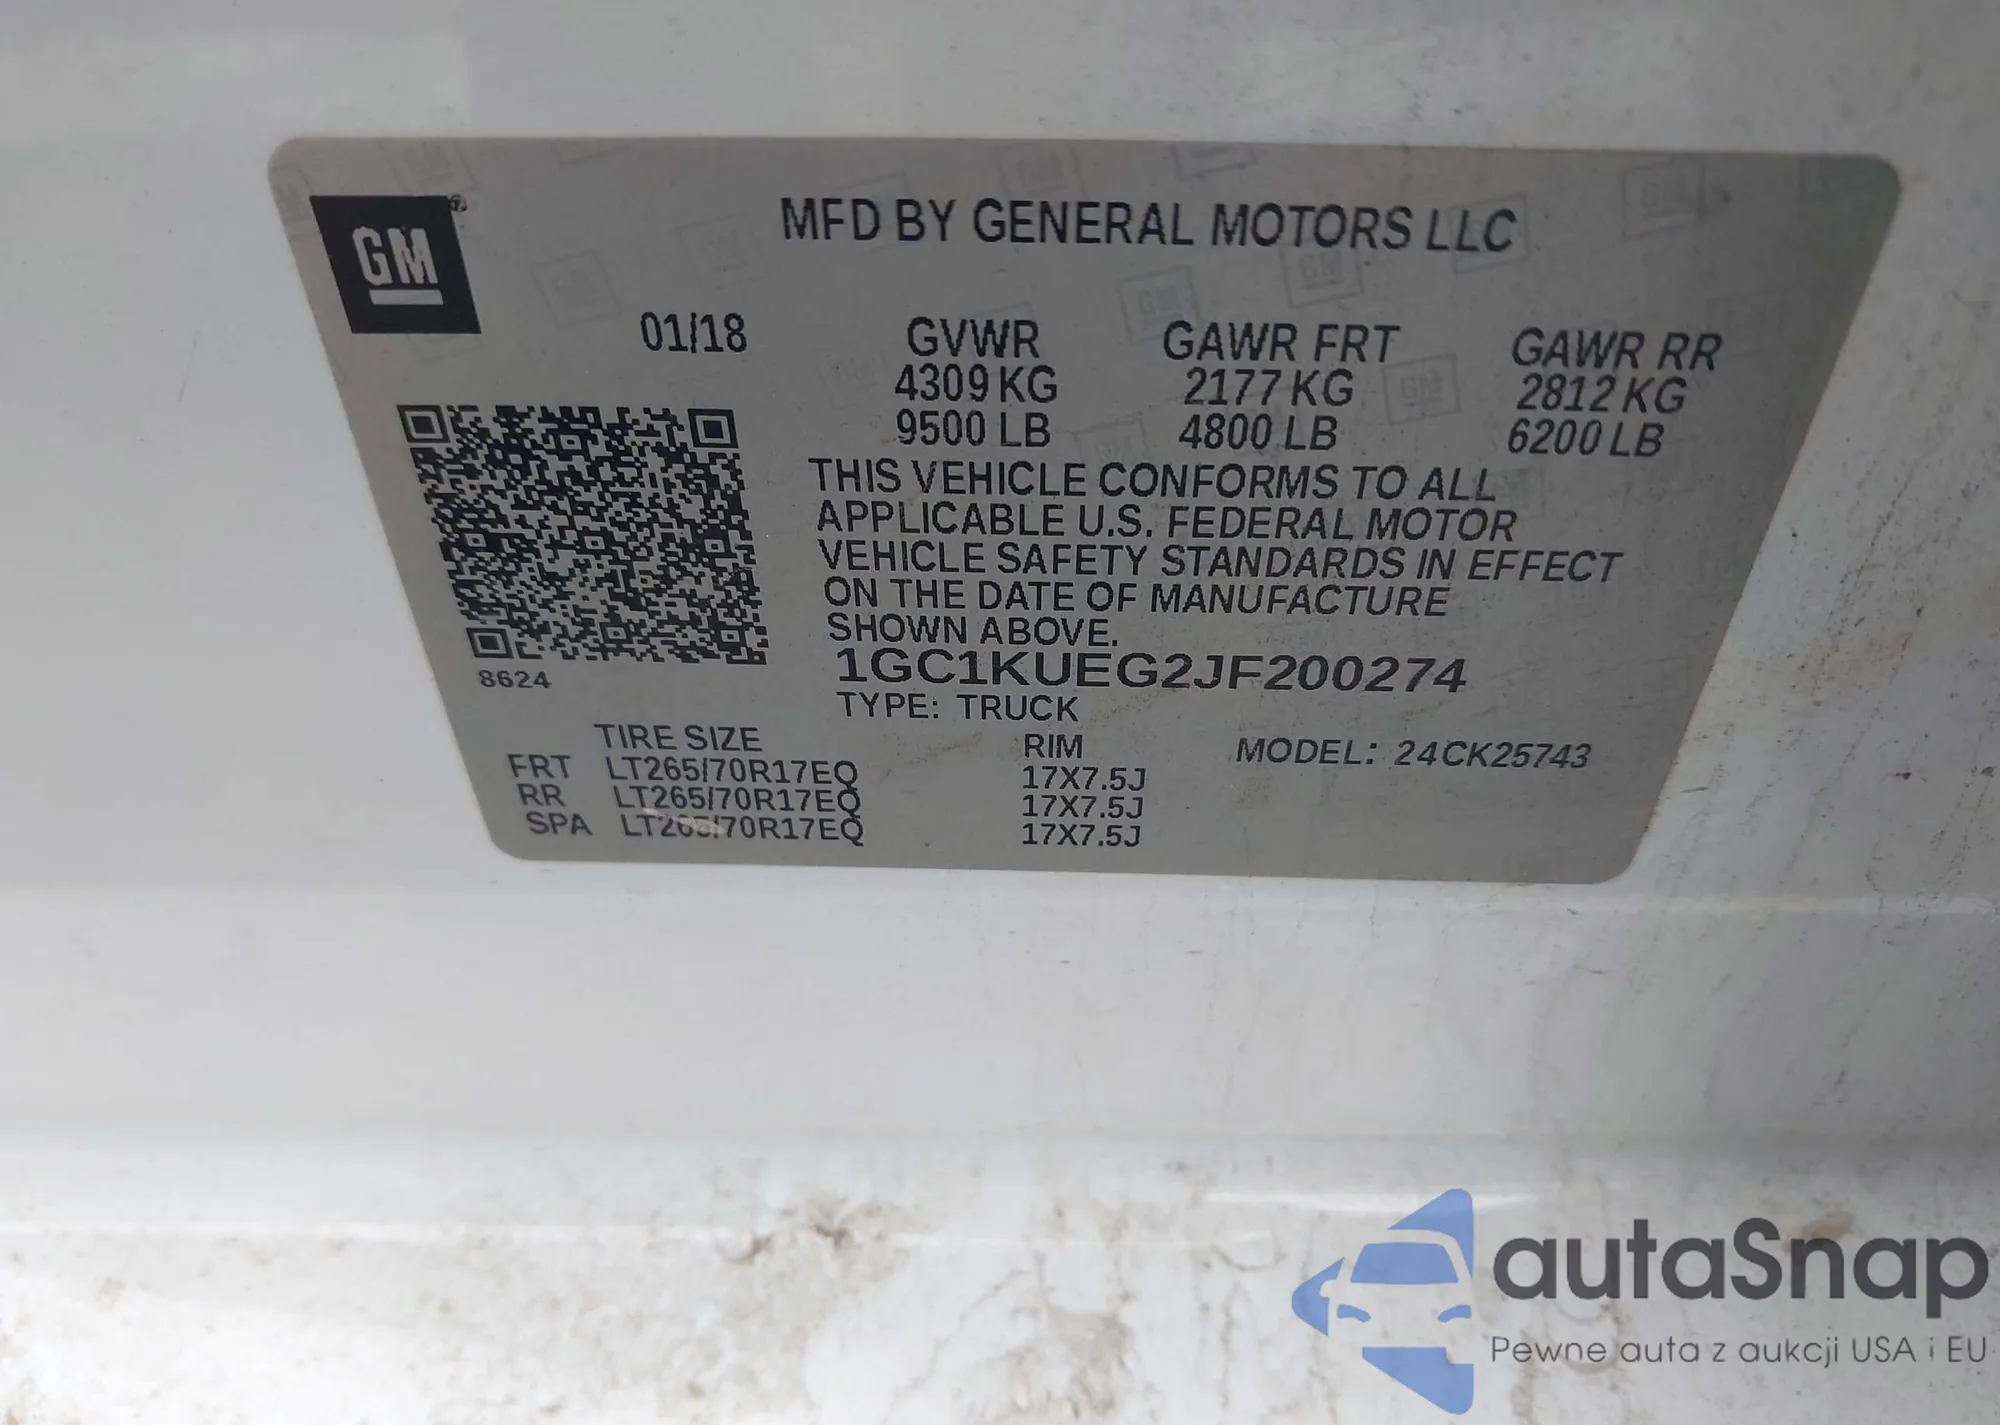 GM
MFD BY GENERAL MOTORS LLC
01/18 GVWR GAWR FRT GAWR RR
4309 KG 2177 KG 2812 KG
9500 LB 4800 LB 6200 LB
THIS VEHICLE CONFORMS TO ALL
APPLICABLE U.S. FEDERAL MOTOR
VEHICLE SAFETY STANDARDS IN EFFECT
ON THE DATE OF MANUFACTURE
SHOWN ABOVE.
8624
1GC1KUEG2JF200274
TYPE: TRUCK
TIRE SIZE RIM MODEL: 24CK25743
FRT LT265/70R17EQ 17X7.5J
RR LT265/70R17EQ 17X7.5J
SPA LT265/70R17EQ 17X7.5J
autaSnap
Pewne auta z aukcji USA i EU